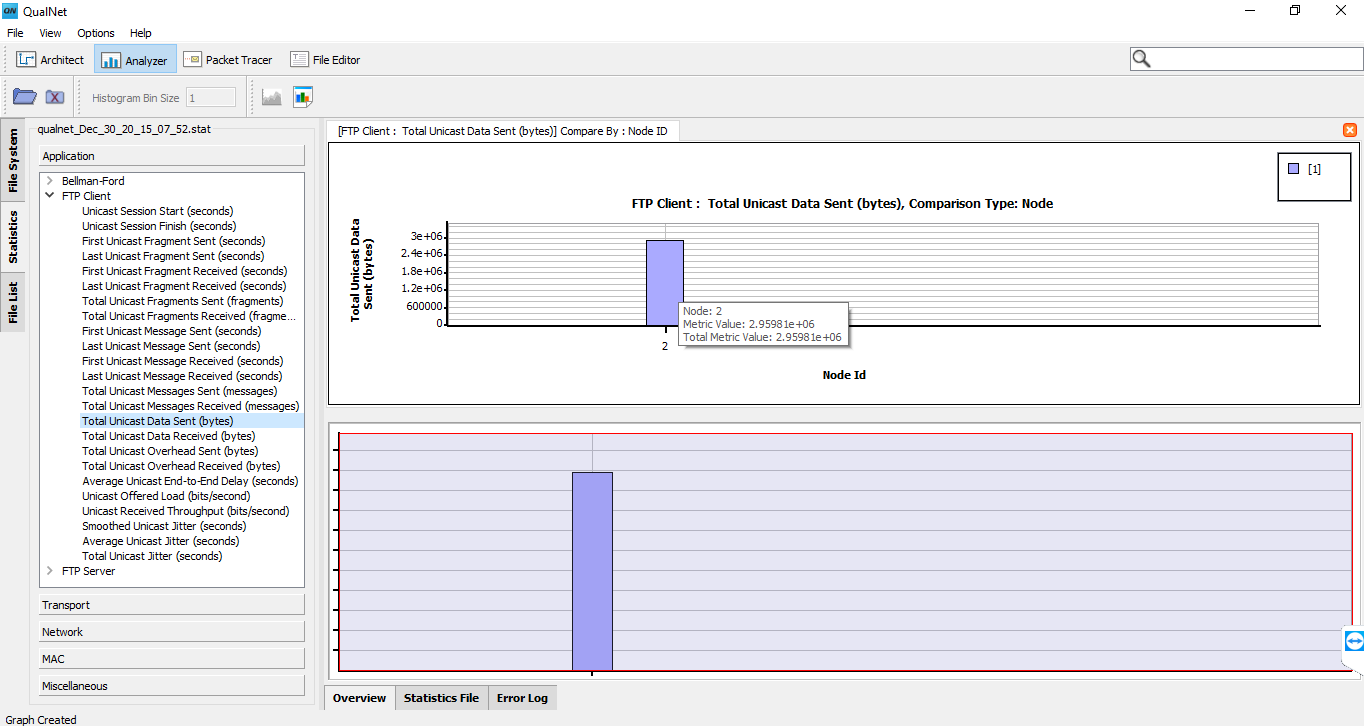 QN QualNet
File View Options Help
Architect Analyzer Packet Tracer File Editor
Histogram Bin Size 1
File System
Statistics
File List
qualnet_Dec_30_20_15_07_52.stat
Application
Bellman-Ford
FTP Client
Unicast Session Start (seconds)
Unicast Session Finish (seconds)
First Unicast Fragment Sent (seconds)
Last Unicast Fragment Sent (seconds)
First Unicast Fragment Received (seconds)
Last Unicast Fragment Received (seconds)
Total Unicast Fragments Sent (fragments)
Total Unicast Fragments Received (fragme...
First Unicast Message Sent (seconds)
Last Unicast Message Sent (seconds)
First Unicast Message Received (seconds)
Last Unicast Message Received (seconds)
Total Unicast Messages Sent (messages)
Total Unicast Messages Received (messages)
Total Unicast Data Sent (bytes)
Total Unicast Data Received (bytes)
Total Unicast Overhead Sent (bytes)
Total Unicast Overhead Received (bytes)
Average Unicast End-to-End Delay (seconds)
Unicast Offered Load (bits/second)
Unicast Received Throughput (bits/second)
Smoothed Unicast Jitter (seconds)
Average Unicast Jitter (seconds)
Total Unicast Jitter (seconds)
FTP Server
Transport
Network
MAC
Miscellaneous
[FTP Client : Total Unicast Data Sent (bytes)] Compare By : Node ID
[1]
FTP Client : Total Unicast Data Sent (bytes), Comparison Type: Node
Total Unicast Data
Sent (bytes)
3e+06
2.4e+06
1.8e+06
1.2e+06
600000
0
Node: 2
Metric Value: 2.95981e+06
Total Metric Value: 2.95981e+06
2
Node Id
Overview Statistics File Error Log
Graph Created